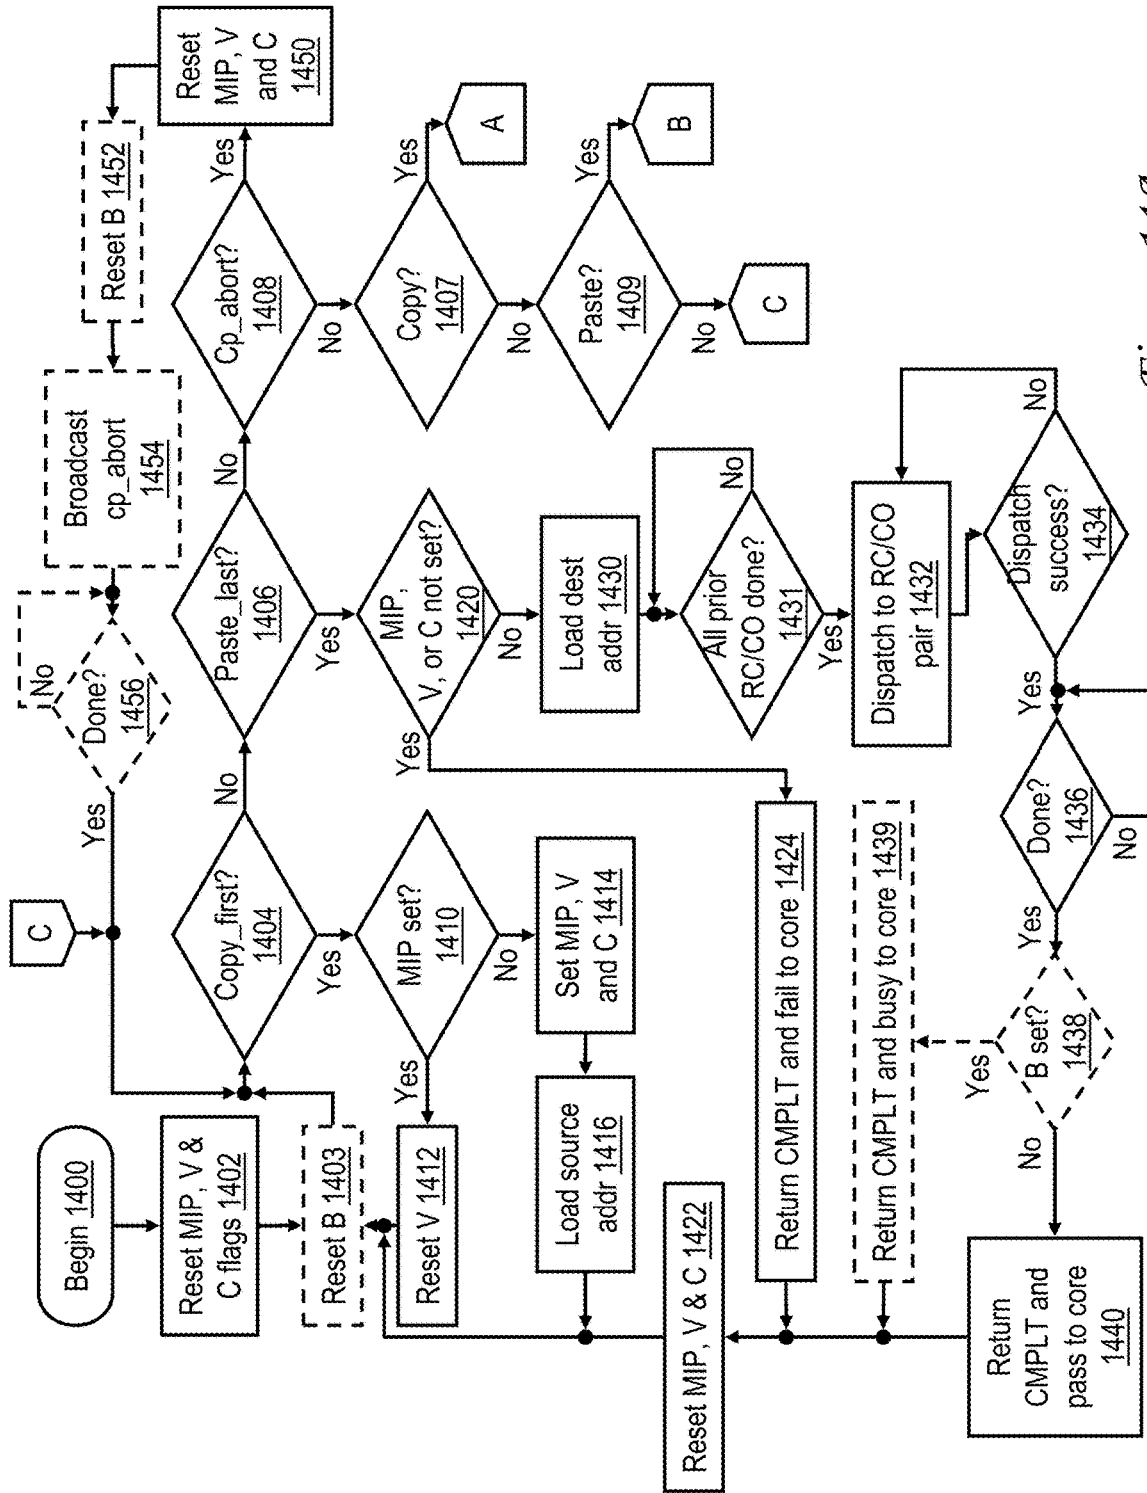 Begin 1400
Reset MIP, V &
C flags 1402
Reset B 1403
C
Copy_first?
1404
No
Yes
MIP set?
1410
Yes
Reset V 1412
No
Set MIP, V
and C 1414
Load source
addr 1416
Reset MIP, V & C 1422
Paste_last?
1406
No
Yes
MIP,
V, or C not set?
1420
Yes
Return CMPLT and fail to core 1424
No
Load dest
addr 1430
All prior
RC/CO done?
1431
No
Yes
Dispatch to RC/CO
pair 1432
Dispatch
success?
1434
No
Yes
Done?
1436
No
Yes
B set?
1438
Yes
Return CMPLT and busy to core 1439
No
Return
CMPLT and
pass to core
1440
Cp_abort?
1408
Yes
Reset
MIP, V
and C
1450
Reset B 1452
Broadcast
cp_abort
1454
Done?
1456
No
Yes
No
Copy?
1407
Yes
A
No
Paste?
1409
Yes
B
No
C